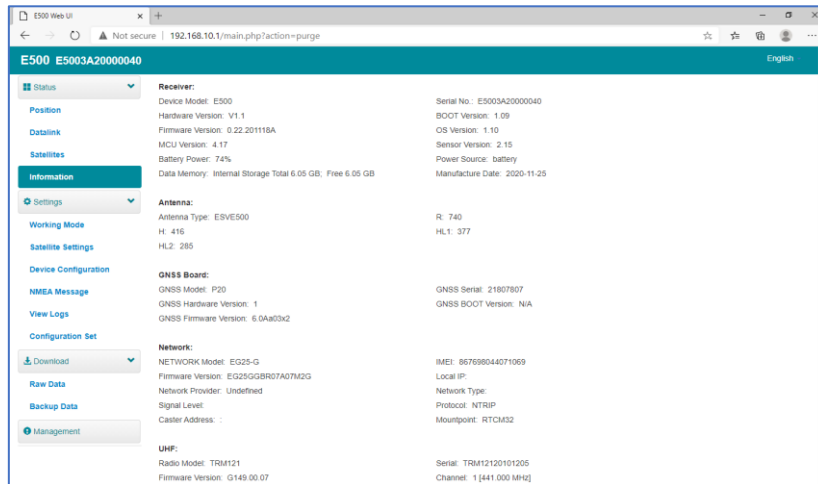 E500 Web UI
Not secure | 192.168.10.1/main.php?action=purge
E500 E5003A20000040 English
Status
Position
Datalink
Satellites
Information
Settings
Working Mode
Satellite Settings
Device Configuration
NMEA Message
View Logs
Configuration Set
Download
Raw Data
Backup Data
Management
Receiver:
Device Model: E500 Serial No.: E5003A20000040
Hardware Version: V1.1 BOOT Version: 1.09
Firmware Version: 0.22.201118A OS Version: 1.10
MCU Version: 4.17 Sensor Version: 2.15
Battery Power: 74% Power Source: battery
Data Memory: Internal Storage Total 6.05 GB; Free 6.05 GB Manufacture Date: 2020-11-25
Antenna:
Antenna Type: ESVE500 R: 740
H: 416 HL1: 377
HL2: 285
GNSS Board:
GNSS Model: P20 GNSS Serial: 21807807
GNSS Hardware Version: 1 GNSS BOOT Version: N/A
GNSS Firmware Version: 6.0Aa03x2
Network:
NETWORK Model: EG25-G IMEI: 867698044071069
Firmware Version: EG25GGBR07A07M2G Local IP:
Network Provider: Undefined Network Type:
Signal Level: Protocol: NTRIP
Caster Address: : Mountpoint: RTCM32
UHF:
Radio Model: TRM121 Serial: TRM12120101205
Firmware Version: G149.00.07 Channel: 1 [441.000 MHz]